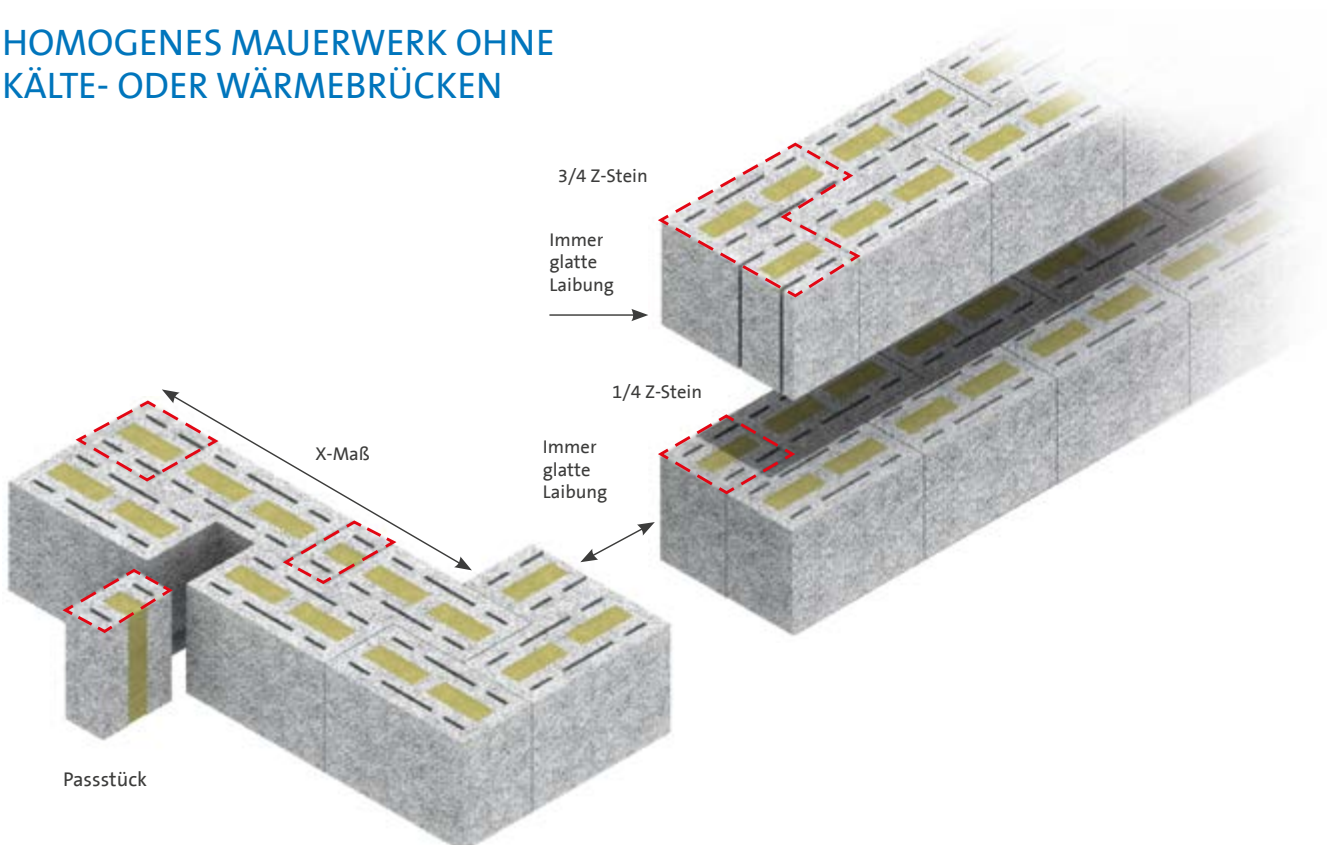 HOMOGENES MAUERWERK OHNE
KÄLTE- ODER WÄRMEBRÜCKEN
3/4 Z-Stein
Immer
glatte
Laibung
1/4 Z-Stein
X-Maß
Immer
glatte
Laibung
Passstück